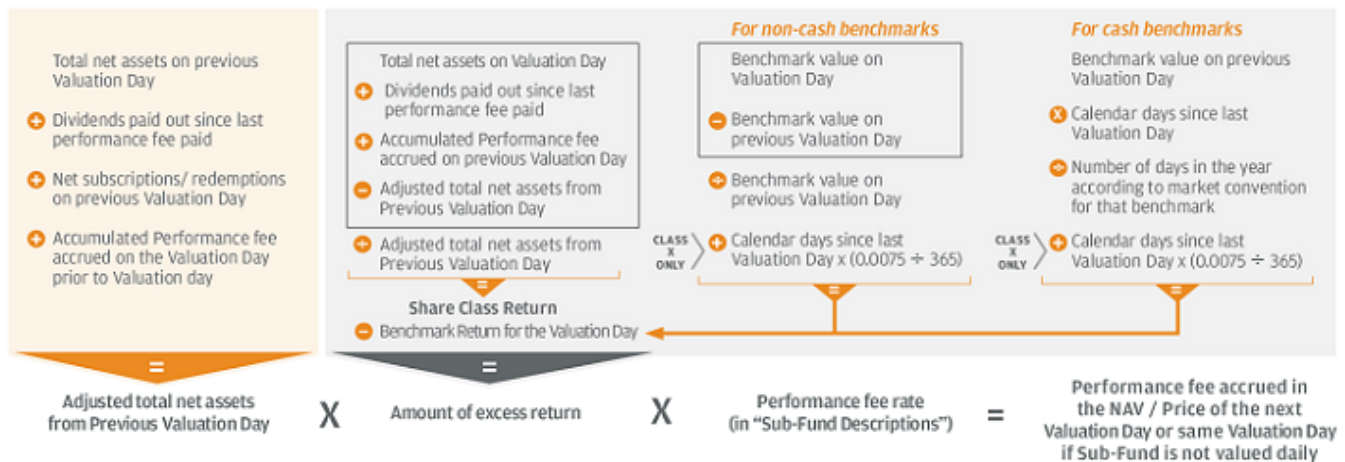 Total net assets on previous
Valuation Day
+ Dividends paid out since last
performance fee paid
+ Net subscriptions/ redemptions
on previous Valuation Day
+ Accumulated Performance fee
accrued on the Valuation Day
prior to Valuation day
=
Adjusted total net assets
from Previous Valuation Day
X
Total net assets on Valuation Day
+ Dividends paid out since last
performance fee paid
+ Accumulated Performance fee
accrued on previous Valuation Day
− Adjusted total net assets from
Previous Valuation Day
÷ Adjusted total net assets from
Previous Valuation Day
=
Share Class Return
− Benchmark Return for the Valuation Day
=
Amount of excess return
For non-cash benchmarks
Benchmark value on
Valuation Day
− Benchmark value on
previous Valuation Day
÷ Benchmark value on
previous Valuation Day
CLASS
X
ONLY
+ Calendar days since last
Valuation Day x (0.0075 ÷ 365)
=
For cash benchmarks
Benchmark value on previous
Valuation Day
X Calendar days since last
Valuation Day
÷ Number of days in the year
according to market convention
for that benchmark
CLASS
X
ONLY
+ Calendar days since last
Valuation Day x (0.0075 ÷ 365)
=
X
Performance fee rate
(in “Sub-Fund Descriptions”)
=
Performance fee accrued in
the NAV / Price of the next
Valuation Day or same Valuation Day
if Sub-Fund is not valued daily